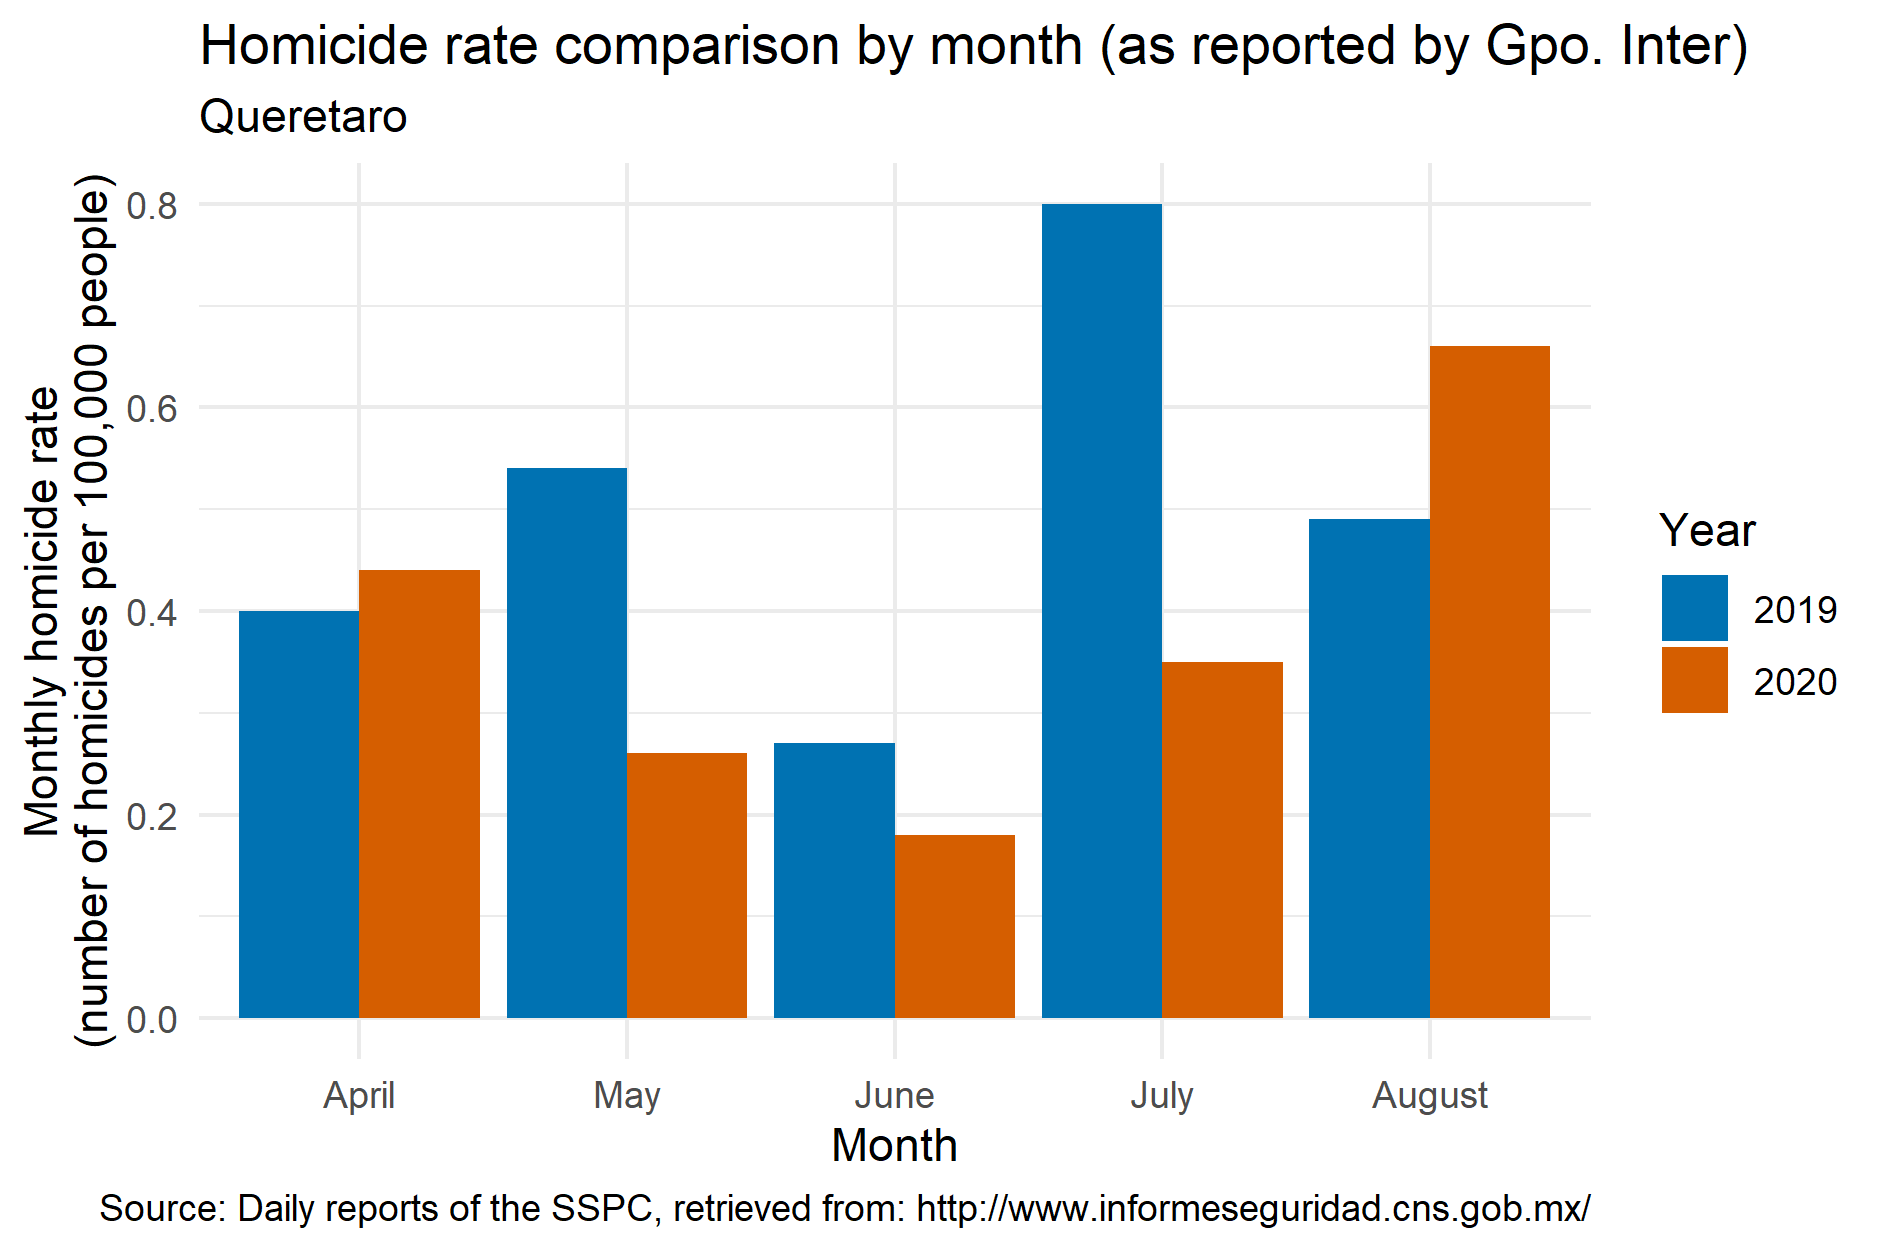 Homicide rate comparison by month (as reported by Gpo. Inter)
Queretaro
Monthly homicide rate
(number of homicides per 100,000 people)
0.8
0.6
0.4
0.2
0.0
April
May
June
July
August
Month
Year
2019
2020
Source: Daily reports of the SSPC, retrieved from: http://www.informeseguridad.cns.gob.mx/